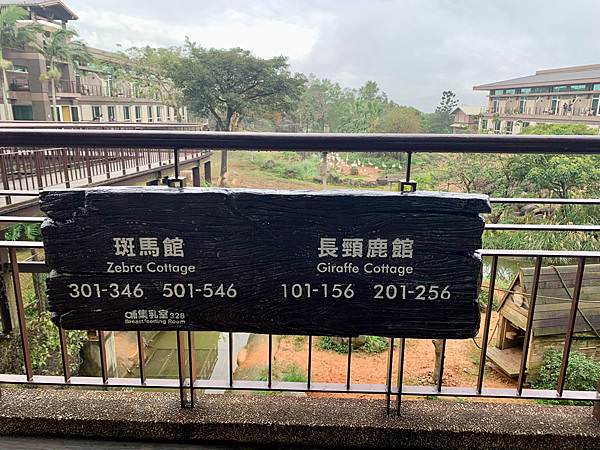 斑馬館
Zebra Cottage
301-346 501-546
集乳室 328
Breastfeeding Room
長頸鹿館
Giraffe Cottage
101-156 201-256